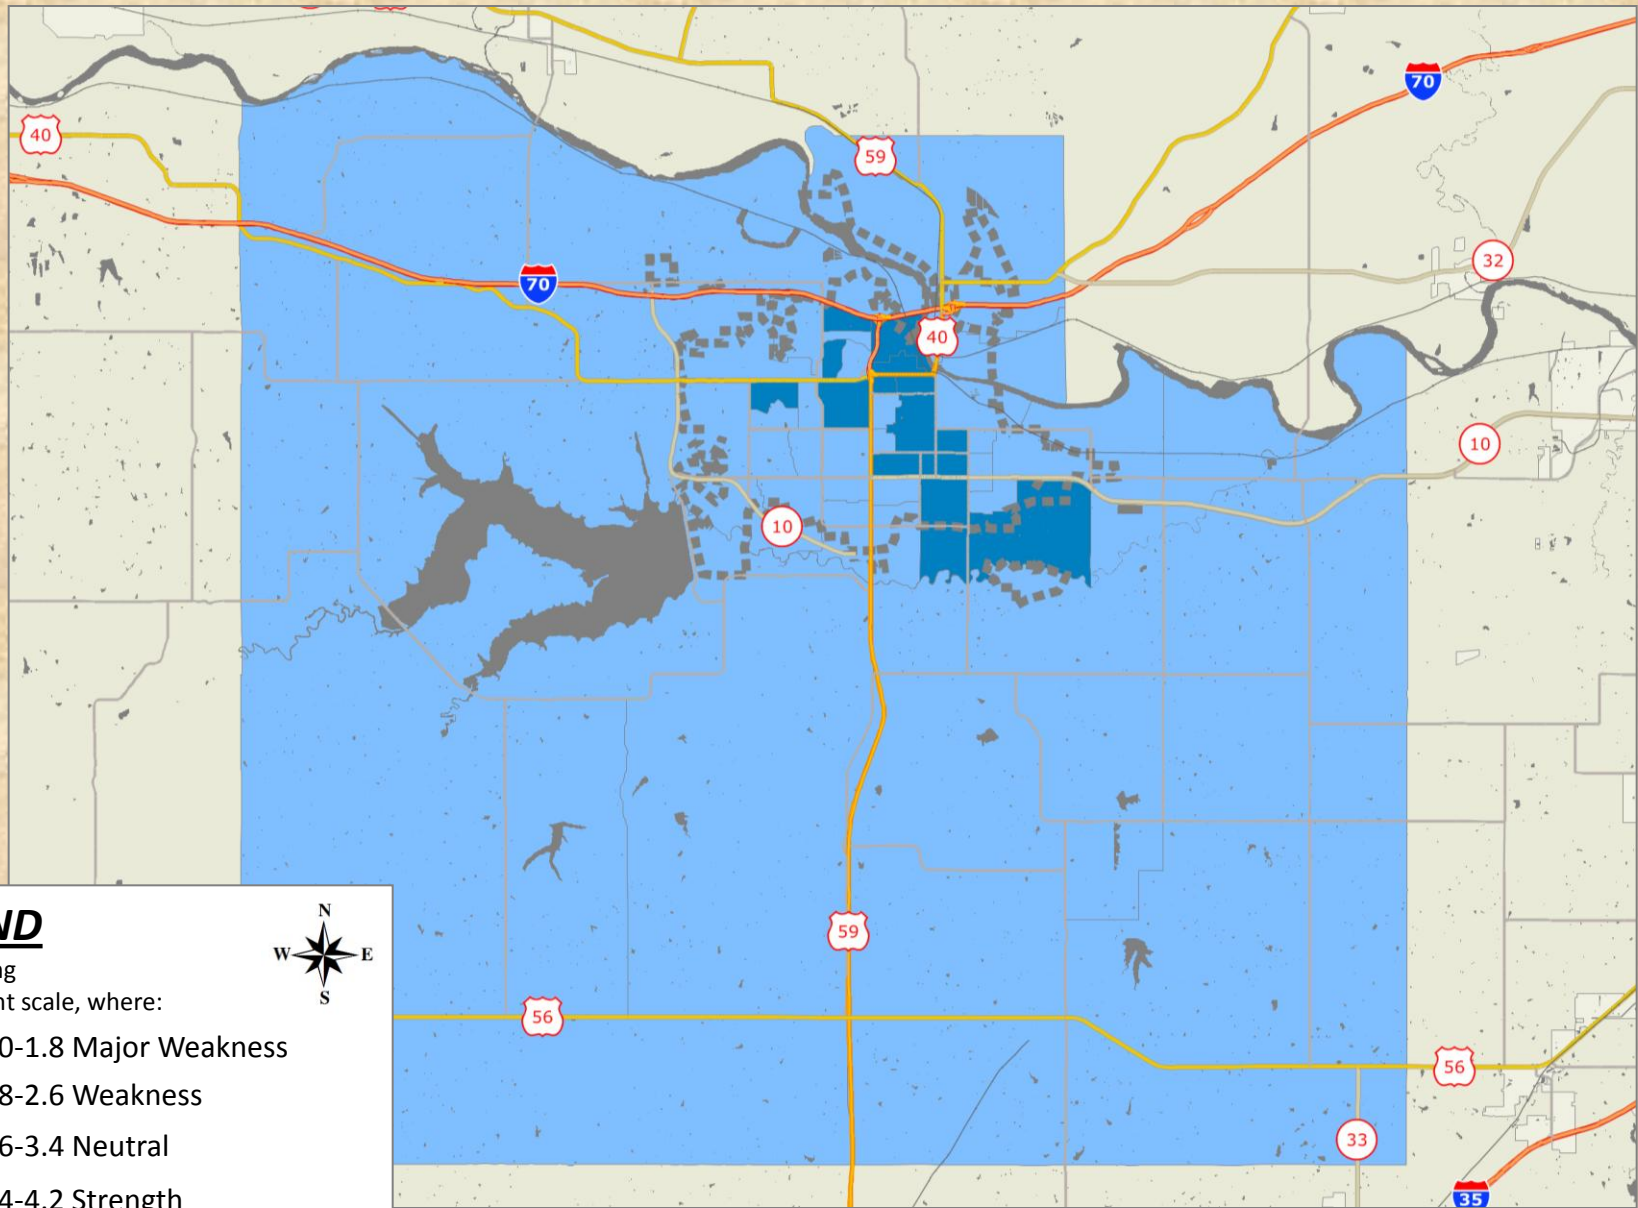 70
40
59
70
32
40
10
10
59
N
W E
S
ND
ng
nt scale, where:
0-1.8 Major Weakness
8-2.6 Weakness
6-3.4 Neutral
4-4.2 Strength
56
56
33
35